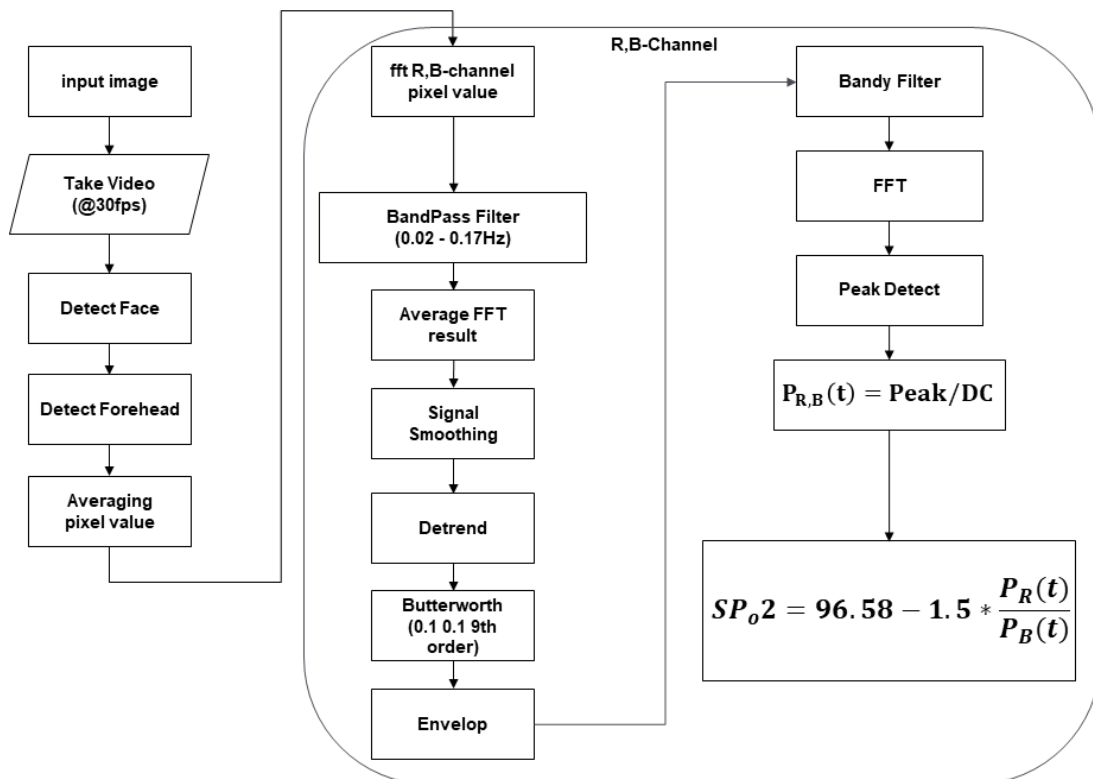 input image
Take Video
(@30fps)
Detect Face
Detect Forehead
Averaging
pixel value
R,B-Channel
fft R,B-channel
pixel value
BandPass Filter
(0.02 - 0.17Hz)
Average FFT
result
Signal
Smoothing
Detrend
Butterworth
(0.1 0.1 9th
order)
Envelop
Bandy Filter
FFT
Peak Detect
P_{R,B}(t) = Peak/DC
SP_o2 = 96.58 − 1.5 * \frac{P_R(t)}{P_B(t)}